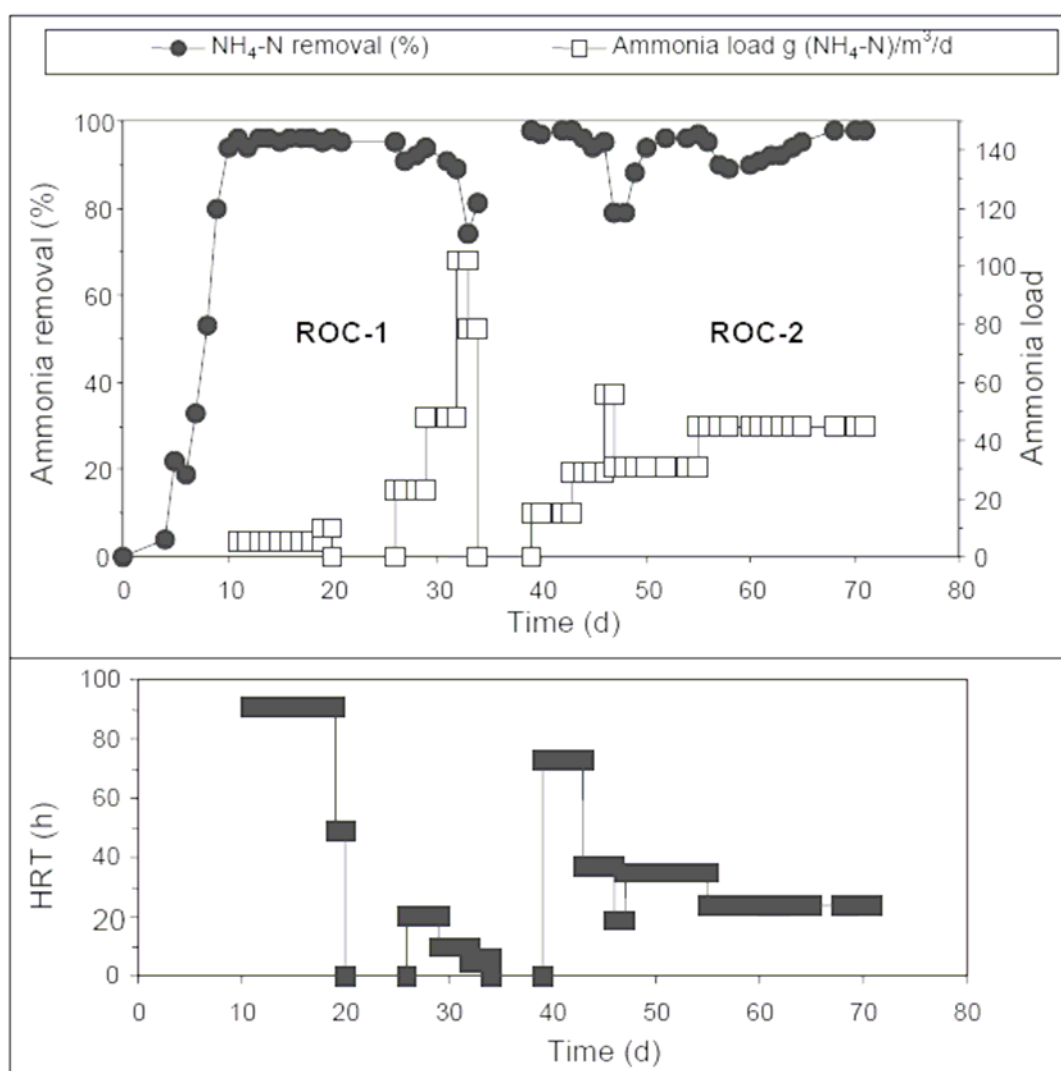 NH₄-N removal (%) Ammonia load g (NH₄-N)/m³/d
100
80
60
40
20
0
Ammonia removal (%)
ROC-1 ROC-2
140
120
100
80
60
40
20
0
Ammonia load
0 10 20 30 40 50 60 70 80
Time (d)
100
80
60
40
20
0
HRT (h)
0 10 20 30 40 50 60 70 80
Time (d)